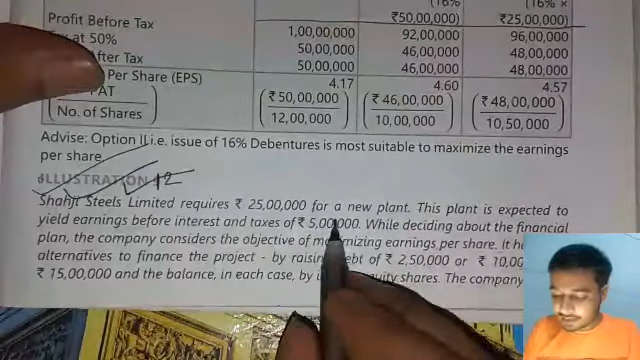 (16% (16% ×
₹50,00,000) ₹25,00,000)
Profit Before Tax 1,00,00,000 92,00,000 96,00,000
at 50% 50,00,000 46,00,000 48,00,000
After Tax 50,00,000 46,00,000 48,00,000
Per Share (EPS) 4.17 4.60 4.57
PAT ₹ 50,00,000 ₹ 46,00,000 ₹ 48,00,000
No. of Shares 12,00,000 10,00,000 10,50,000
Advise: Option II i.e. issue of 16% Debentures is most suitable to maximize the earnings
per share.
ILLUSTRATION 12
Shahji Steels Limited requires ₹ 25,00,000 for a new plant. This plant is expected to
yield earnings before interest and taxes of ₹ 5,00,000. While deciding about the financial
plan, the company considers the objective of maximizing earnings per share. It
alternatives to finance the project - by raising debt of ₹ 2,50,000 or ₹
₹ 15,00,000 and the balance, in each case, by equity shares. The company